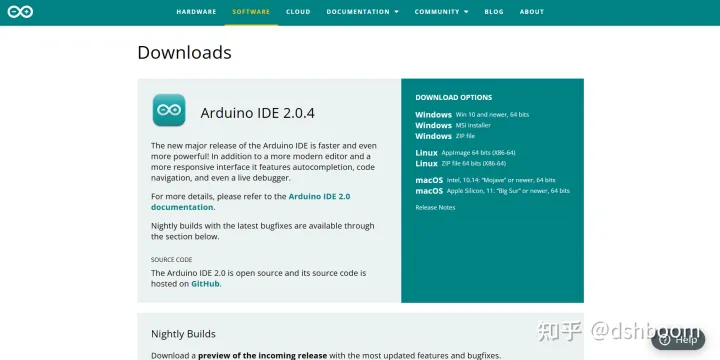 HARDWARE SOFTWARE CLOUD DOCUMENTATION COMMUNITY BLOG ABOUT
Downloads
Arduino IDE 2.0.4
The new major release of the Arduino IDE is faster and even
more powerful! In addition to a more modern editor and a
more responsive interface it features autocompletion, code
navigation, and even a live debugger.
For more details, please refer to the Arduino IDE 2.0
documentation.
Nightly builds with the latest bugfixes are available through
the section below.
SOURCE CODE
The Arduino IDE 2.0 is open source and its source code is
hosted on GitHub.
DOWNLOAD OPTIONS
Windows Win 10 and newer, 64 bits
Windows MSI installer
Windows ZIP file
Linux AppImage 64 bits (X86-64)
Linux ZIP file 64 bits (X86-64)
macOS Intel, 10.14: “Mojave” or newer, 64 bits
macOS Apple Silicon, 11: “Big Sur” or newer, 64 bits
Release Notes
Nightly Builds
Download a preview of the incoming release with the most updated features and bugfixes.
Help
知乎 @dshboom